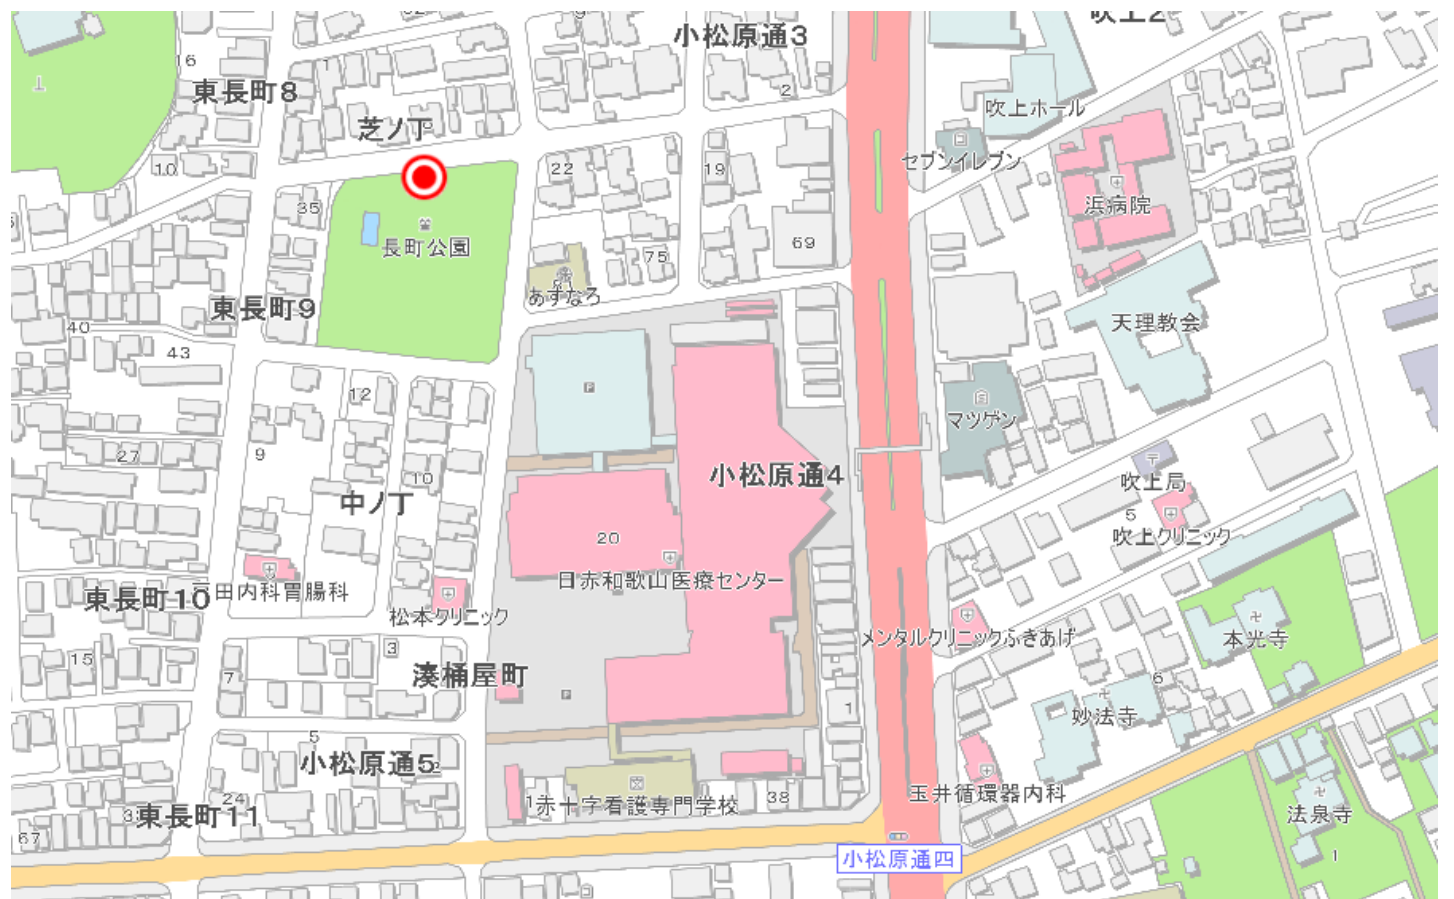 吹上2
小松原通3
16
1
東長町8
2
吹上ホール
芝ノ丁
セブンイレブン
10
22
19
浜病院
35
長町公園
69
75
あすなろ
東長町9
40
天理教会
43
P
12
マツゲン
27
9
10
小松原通4
吹上局
中ノ丁
5
20
吹上クリニック
日赤和歌山医療センター
田内科胃腸科
東長町10
松本クリニック
メンタルクリニックふきあげ
本光寺
3
15
7
湊桶屋町
6
P
1
妙法寺
5
小松原通5
玉井循環器内科
24
1
赤十字看護専門学校
38
東長町11
法泉寺
67
小松原通四
1
3